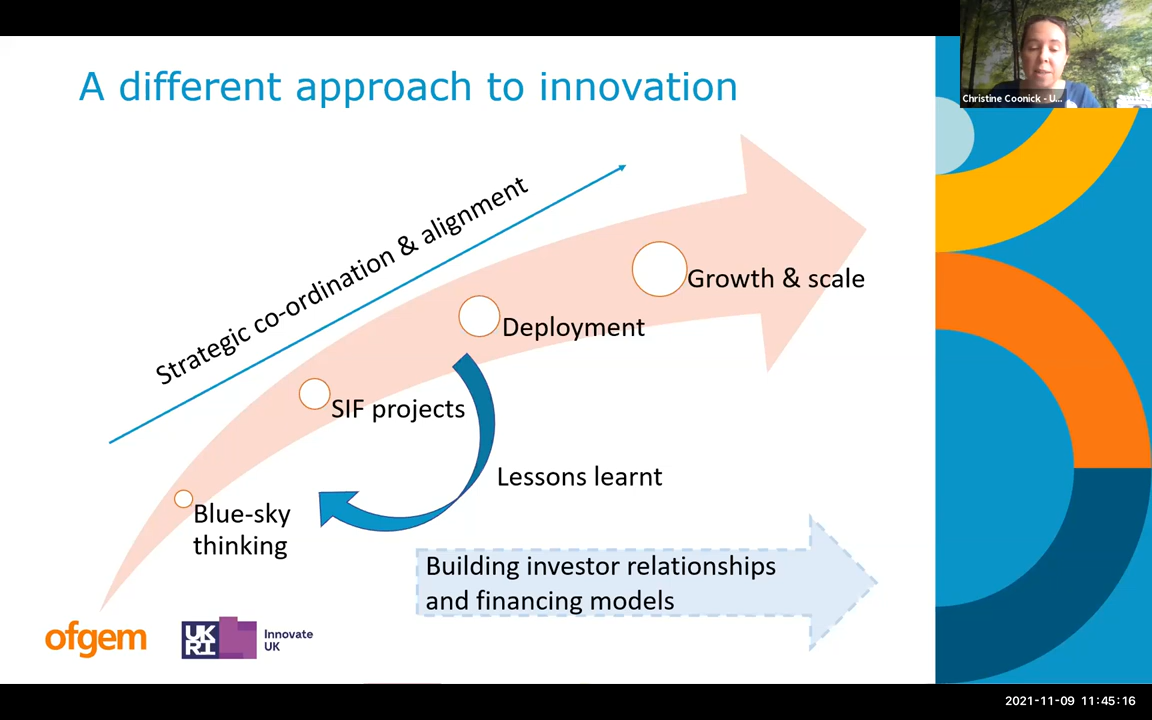 A different approach to innovation
Christine Coonick - U...
Strategic co-ordination & alignment
Growth & scale
Deployment
SIF projects
Lessons learnt
Blue-sky
thinking
Building investor relationships
and financing models
ofgem
UK
RI
Innovate
UK
2021-11-09 11:45:16